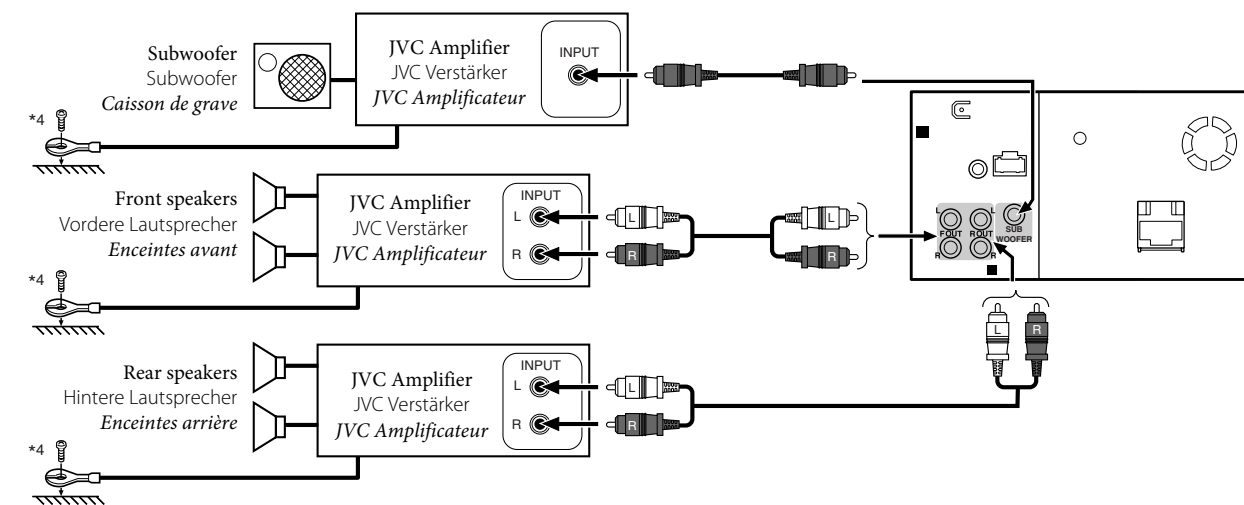 Subwoofer
Subwoofer
Caisson de grave
JVC Amplifier
JVC Verstärker
JVC Amplificateur
INPUT
*4
Front speakers
Vordere Lautsprecher
Enceintes avant
JVC Amplifier
JVC Verstärker
JVC Amplificateur
INPUT
L
R
L
R
L
R
*4
L
L
FOUT
ROUT
SUB
WOOFER
R
R
L
R
Rear speakers
Hintere Lautsprecher
Enceintes arrière
JVC Amplifier
JVC Verstärker
JVC Amplificateur
INPUT
L
R
L
R
*4